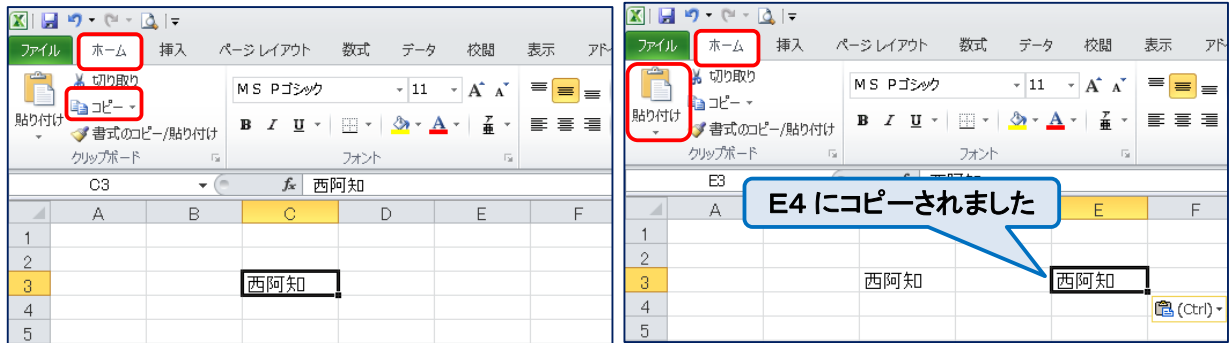 ファイル ホーム 挿入 ページ レイアウト 数式 データ 校閲 表示 アド
切り取り
コピー
貼り付け
書式のコピー/貼り付け
MS Pゴシック 11 A A
B I U A 亜
クリップボード フォント
C3 fx 西阿知
A B C D E F
1
2
3 西阿知
4
5
ファイル ホーム 挿入 ページ レイアウト 数式 データ 校閲 表示 アド
切り取り
コピー
貼り付け
書式のコピー/貼り付け
MS Pゴシック 11 A A
B I U A 亜
クリップボード フォント
E3
E4 にコピーされました
A E F
1
2
3 西阿知 西阿知
4 (Ctrl)
5